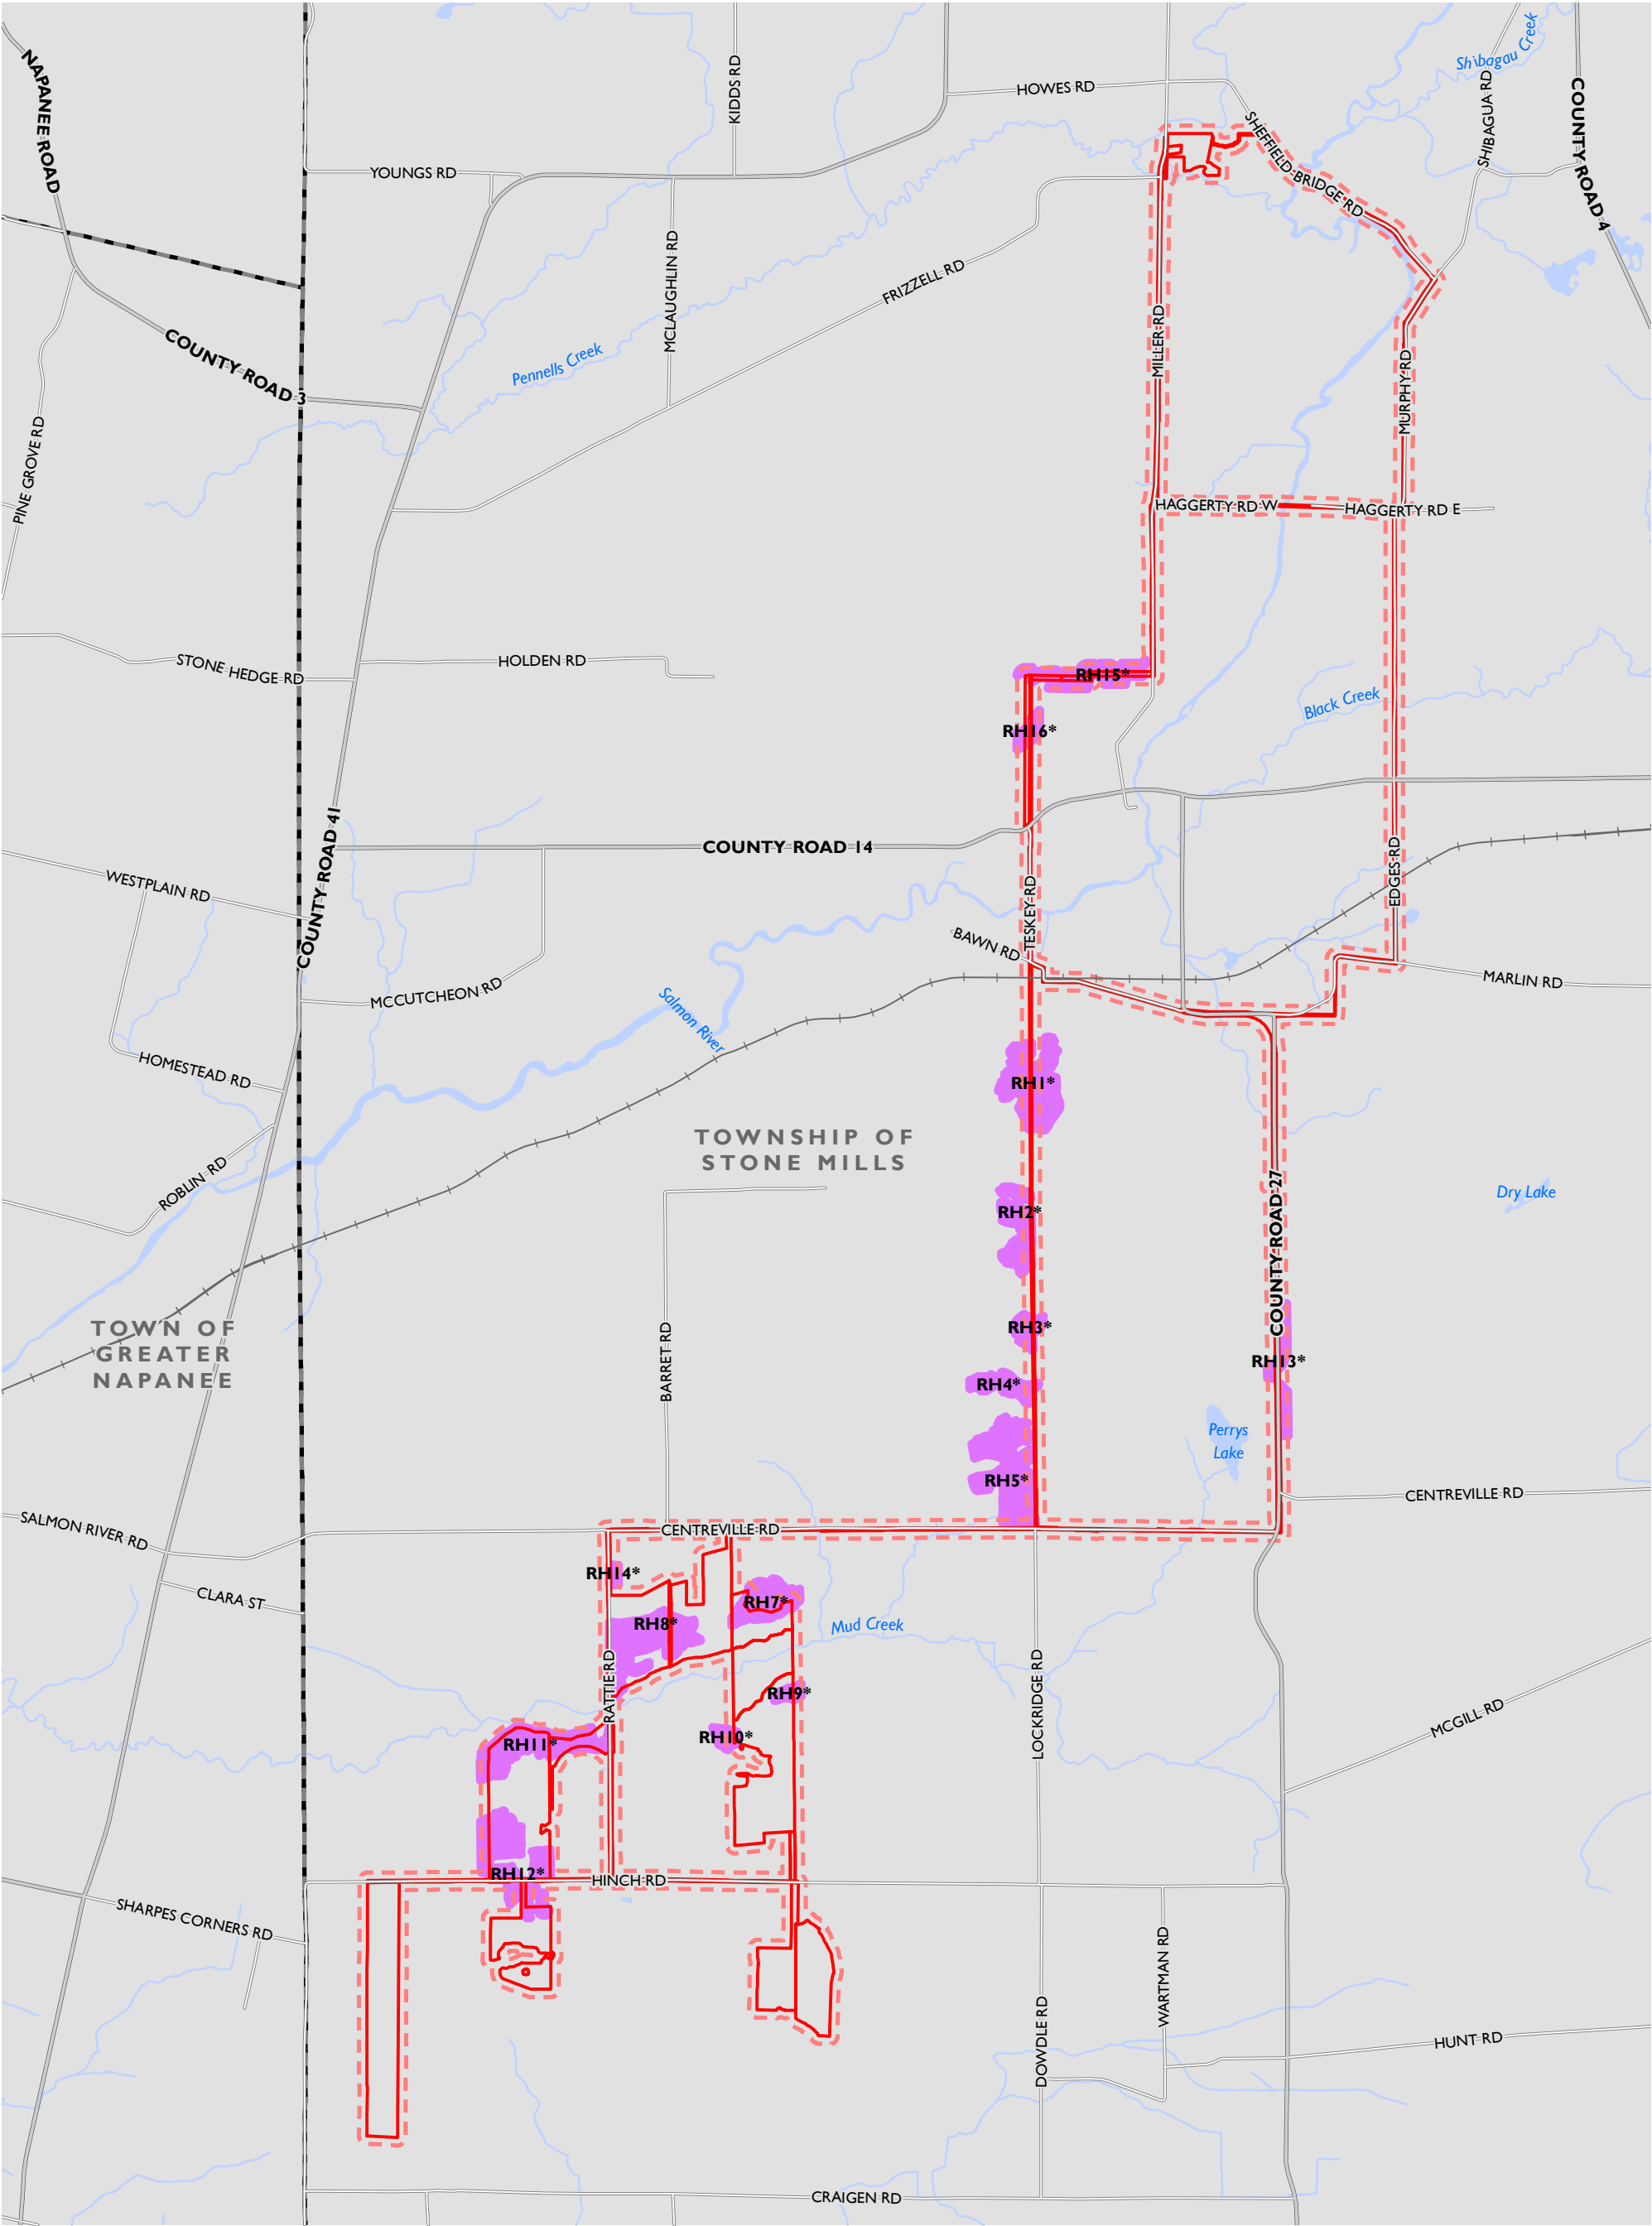 Shibagau Creek
KIDDS RD
HOWES RD
NAPANEE ROAD
SHIBAGUA RD
COUNTY ROAD 4
SHEFFIELD BRIDGE RD
YOUNGS RD
MCLAUGHLIN RD
FRIZZELL RD
COUNTY ROAD 3
Pennells Creek
MILLER RD
MURPHY RD
PINE GROVE RD
HAGGERTY RD W
HAGGERTY RD E
STONE HEDGE RD
HOLDEN RD
RH15*
Black Creek
RH16*
COUNTY ROAD 41
COUNTY ROAD 14
WESTPLAIN RD
TESKEY RD
EDGES RD
BAWN RD
MARLIN RD
MCCUTCHEON RD
Salmon River
HOMESTEAD RD
RH1*
TOWNSHIP OF
STONE MILLS
ROBLIN RD
Dry Lake
RH2*
COUNTY ROAD 27
TOWN OF
GREATER
NAPANEE
RH3*
BARRET RD
RH13*
RH4*
Perrys
Lake
RH5*
CENTREVILLE RD
SALMON RIVER RD
CENTREVILLE RD
RH14*
CLARA ST
RH7*
RH8*
Mud Creek
RATTIE RD
LOCKRIDGE RD
RH9*
MCGILL RD
RH10*
RH11*
RH12*
HINCH RD
SHARPES CORNERS RD
WARTMAN RD
DOWDLE RD
HUNT RD
CRAIGEN RD